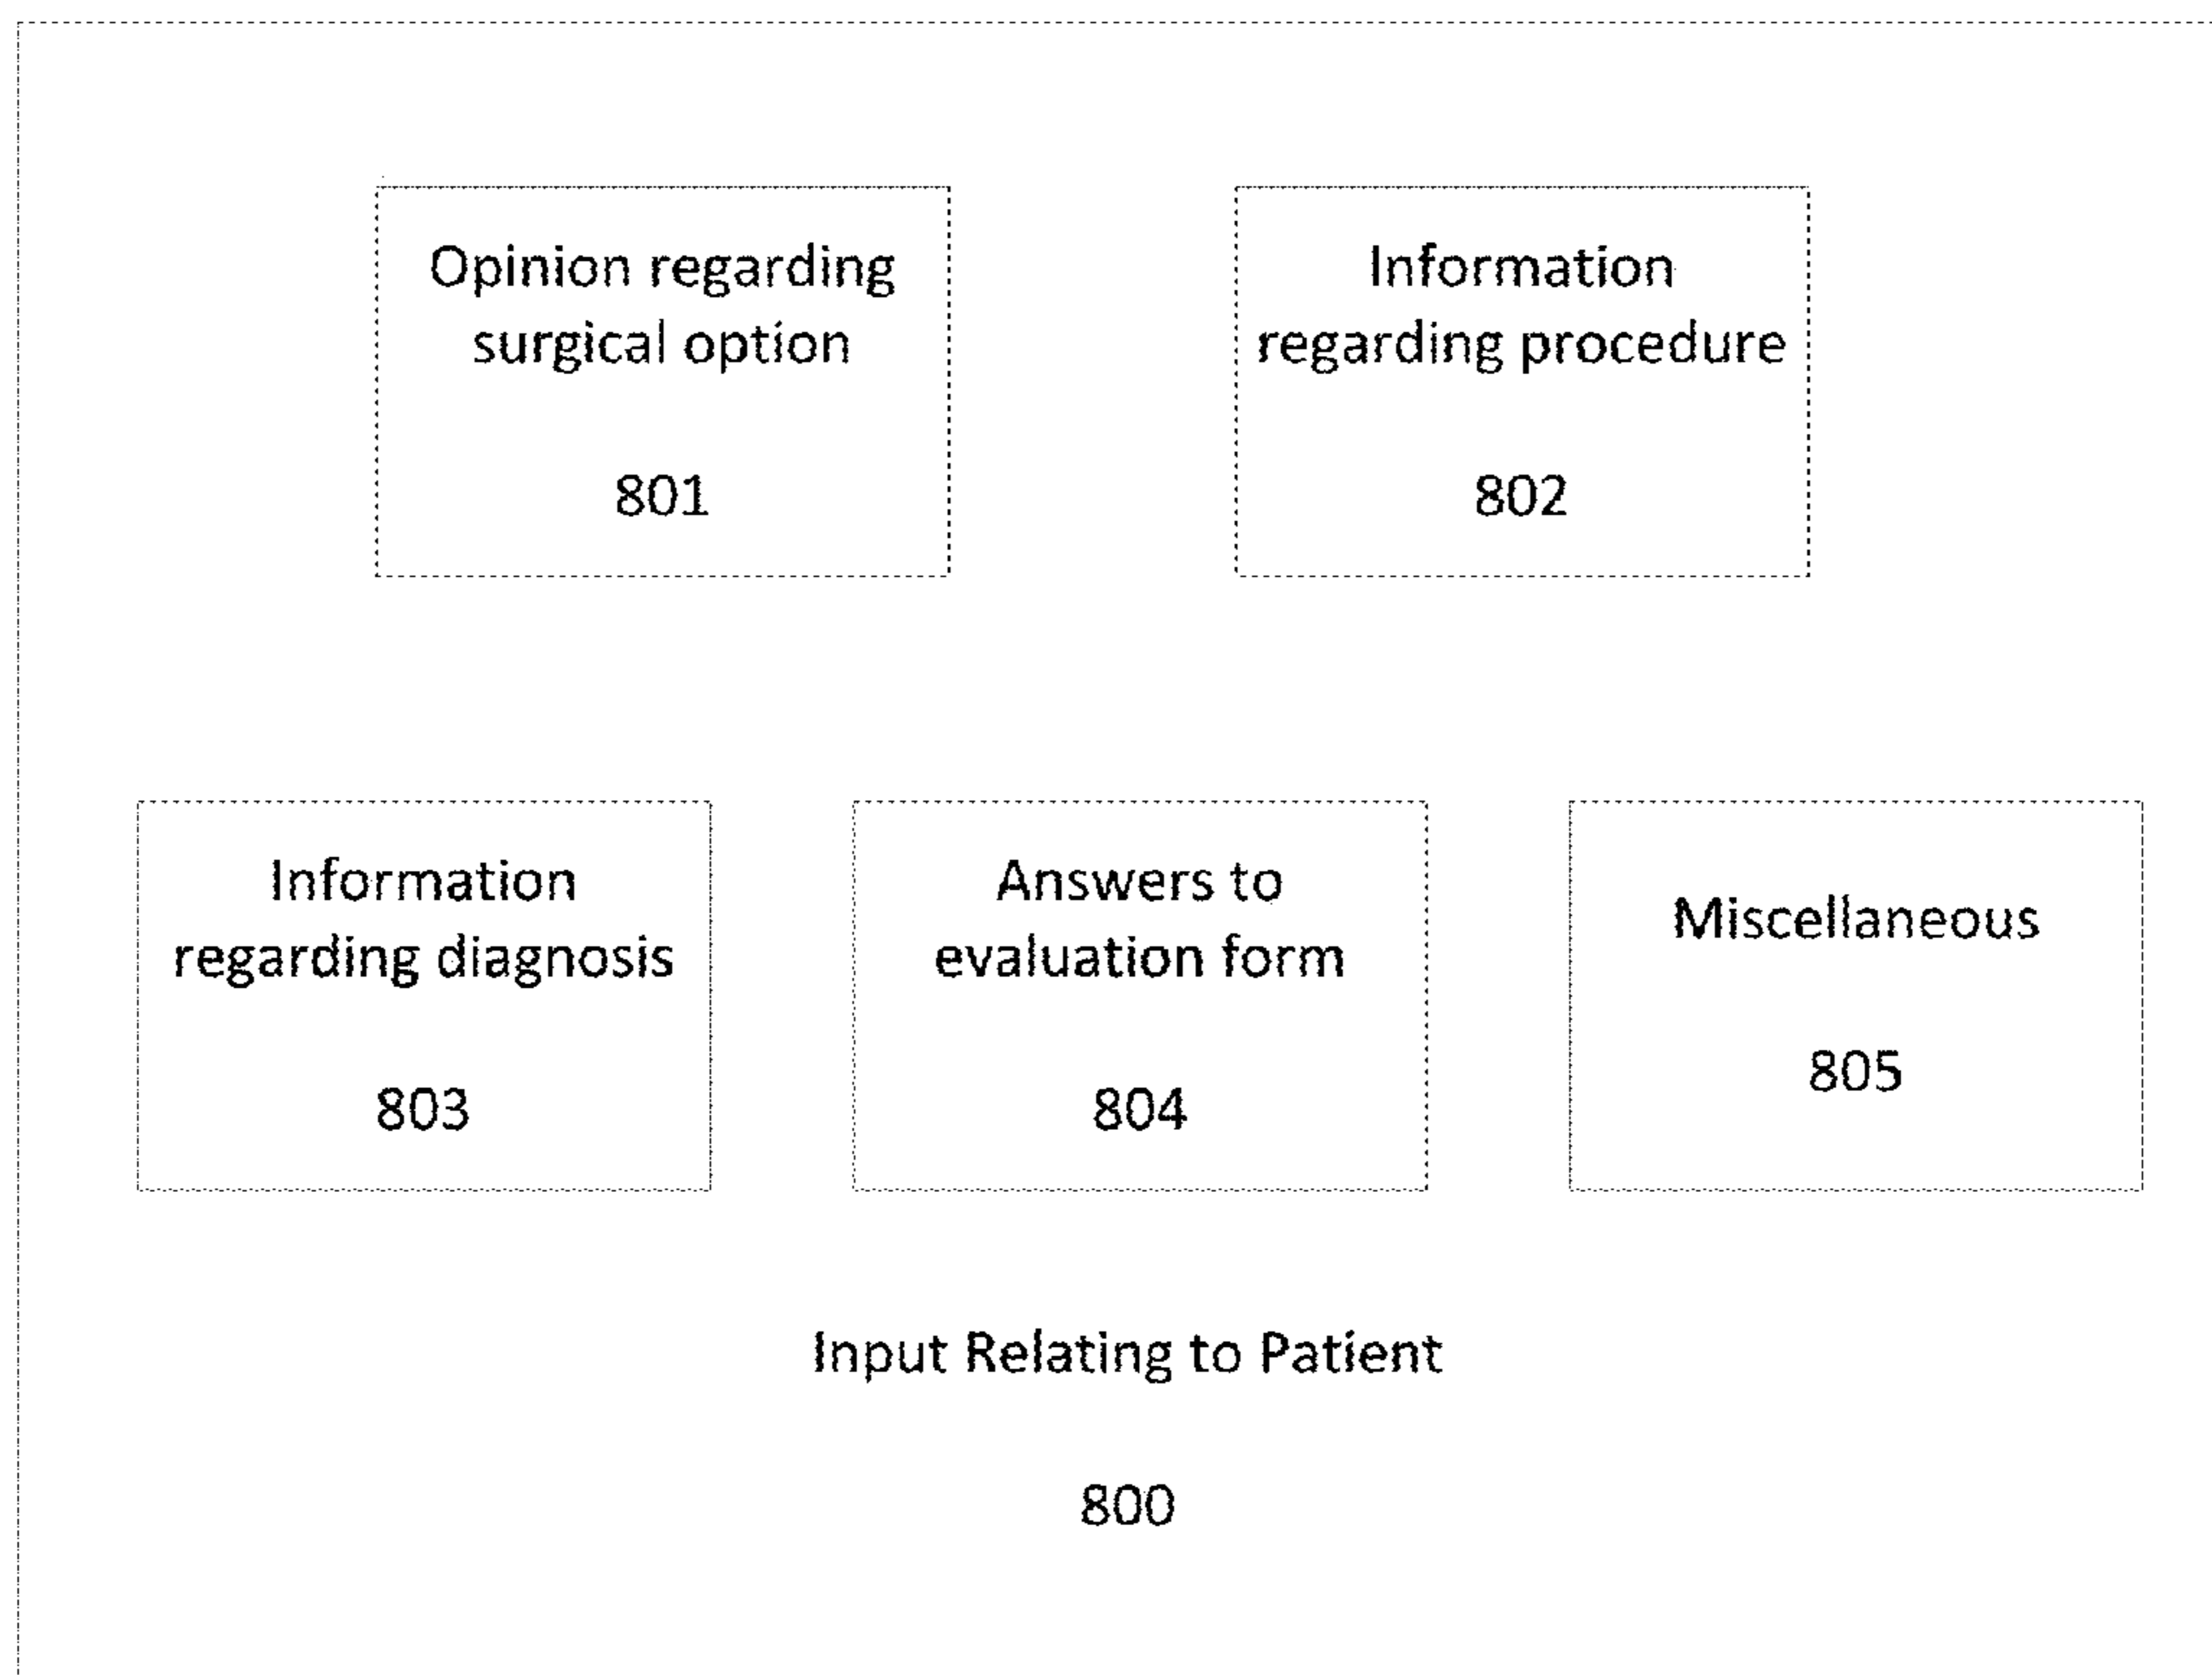 Opinion regarding
surgical option
801
Information
regarding procedure
802
Information
regarding diagnosis
803
Answers to
evaluation form
804
Miscellaneous
805
Input Relating to Patient
800